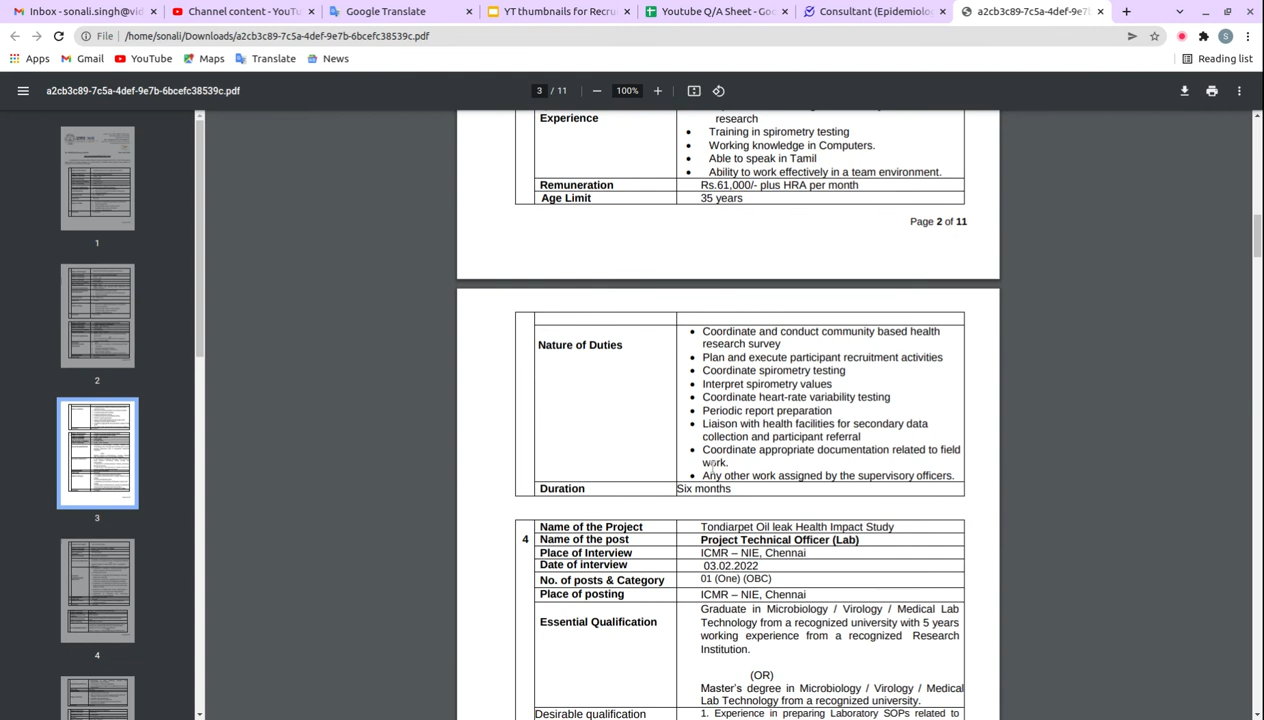 Inbox - sonali.singh@vid
Channel content - YouTu
Google Translate
YT thumbnails for Recru
Youtube Q/A Sheet - Goo
Consultant (Epidemiolog
a2cb3c89-7c5a-4def-9e7b
File
/home/sonali/Downloads/a2cb3c89-7c5a-4def-9e7b-6bcefc38539c.pdf
S
Apps
Gmail
YouTube
Maps
Translate
News
Reading list
a2cb3c89-7c5a-4def-9e7b-6bcefc38539c.pdf
3 / 11
100%
1
2
3
4
Experience
research
• Training in spirometry testing
• Working knowledge in Computers.
• Able to speak in Tamil
• Ability to work effectively in a team environment.
Remuneration Rs.61,000/- plus HRA per month
Age Limit 35 years
Page 2 of 11
Nature of Duties
• Coordinate and conduct community based health
research survey
• Plan and execute participant recruitment activities
• Coordinate spirometry testing
• Interpret spirometry values
• Coordinate heart-rate variability testing
• Periodic report preparation
• Liaison with health facilities for secondary data
collection and participant referral
• Coordinate appropriate documentation related to field
work.
• Any other work assigned by the supervisory officers.
Duration Six months
4
Name of the Project Tondiarpet Oil leak Health Impact Study
Name of the post Project Technical Officer (Lab)
Place of Interview ICMR – NIE, Chennai
Date of interview 03.02.2022
No. of posts & Category 01 (One) (OBC)
Place of posting ICMR – NIE, Chennai
Essential Qualification
Graduate in Microbiology / Virology / Medical Lab
Technology from a recognized university with 5 years
working experience from a recognized Research
Institution.
(OR)
Master's degree in Microbiology / Virology / Medical
Lab Technology from a recognized university.
Desirable qualification 1. Experience in preparing Laboratory SOPs related to